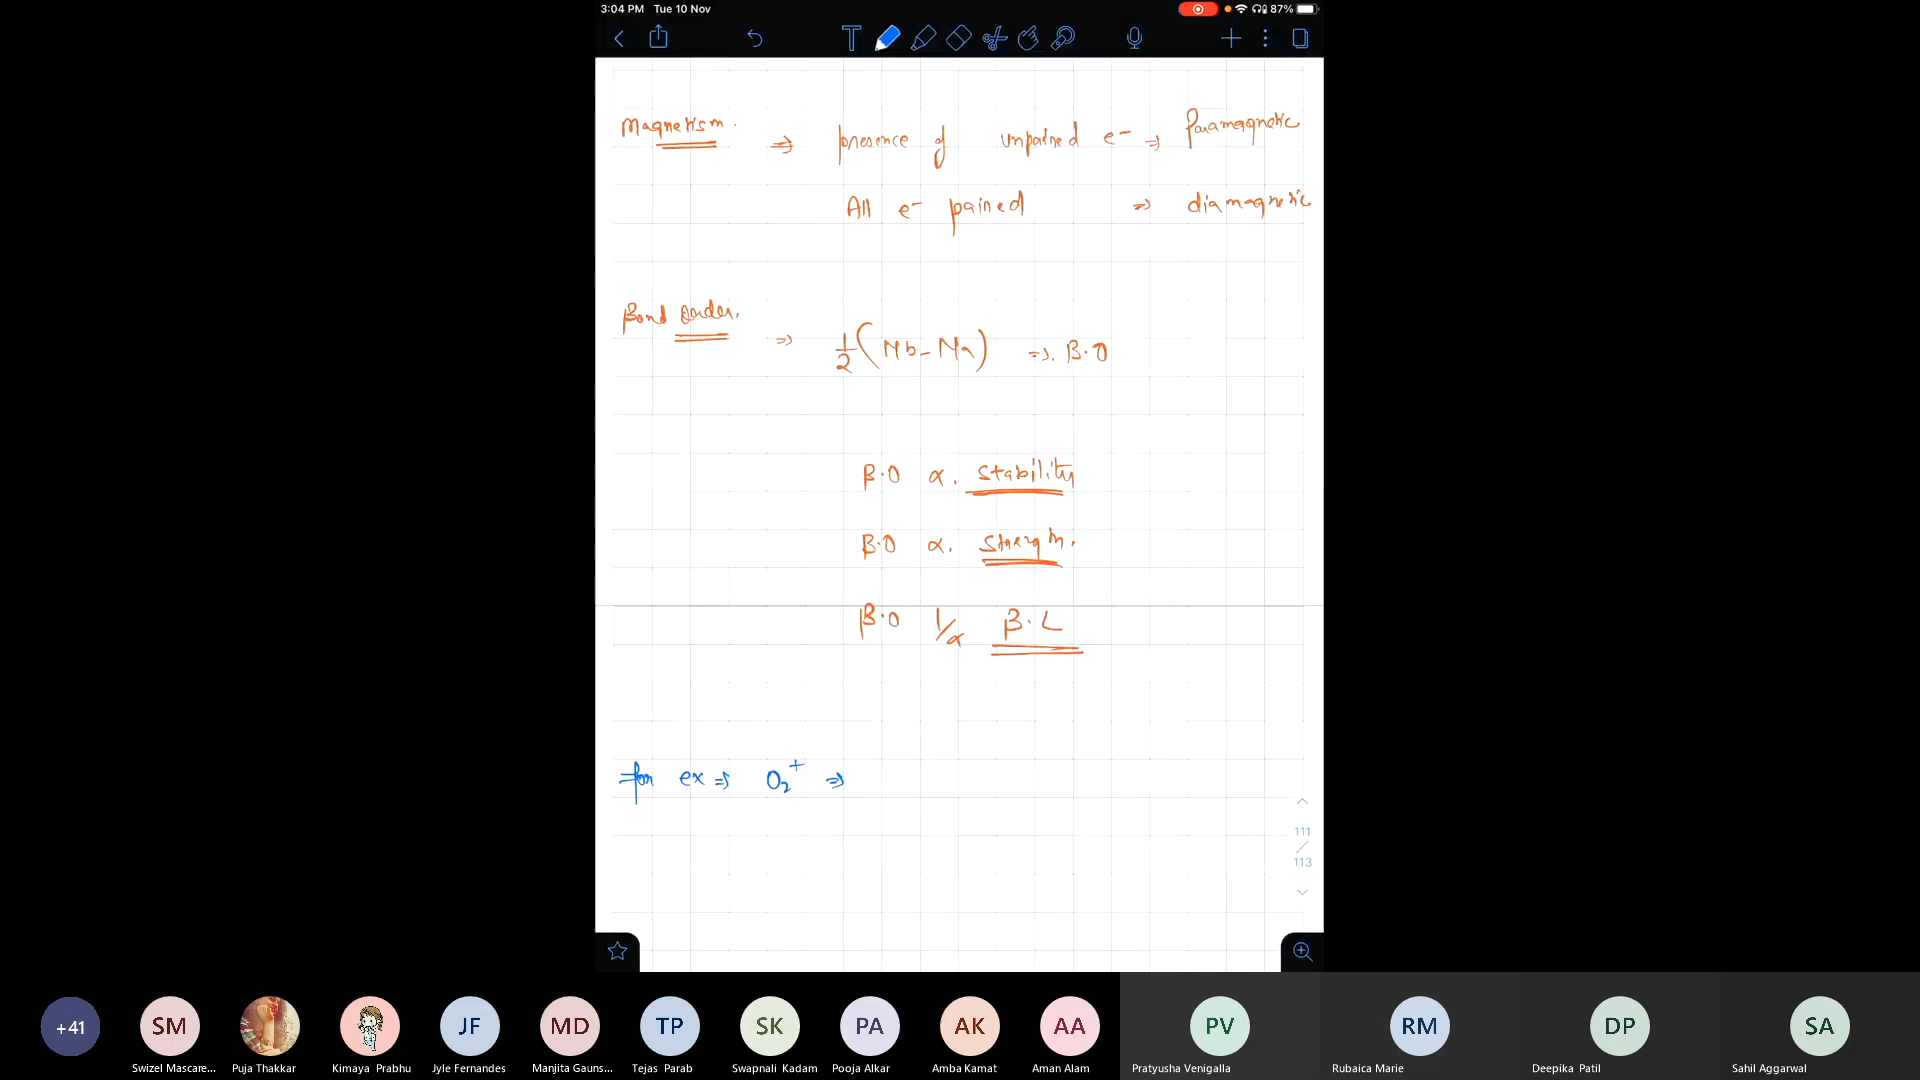 3:04 PM Tue 10 Nov
87%
Magnetism. ⇒ presence of unpaired e⁻ ⇒ Paramagnetic
All e⁻ paired ⇒ diamagnetic
Bond Order. ⇒ 1/2 (Nb - Na) ⇒. B.O
B.O α. Stability
B.O α. Strength.
B.O 1/α B.L
for ex ⇒ O₂⁺ ⇒
111
/
113
+41
SM
JF
MD
TP
SK
PA
AK
AA
PV
RM
DP
SA
Swizel Mascare...
Puja Thakkar
Kimaya Prabhu
Jyle Fernandes
Manjita Gauns...
Tejas Parab
Swapnali Kadam
Pooja Alkar
Amba Kamat
Aman Alam
Pratyusha Venigalla
Rubaica Marie
Deepika Patil
Sahil Aggarwal